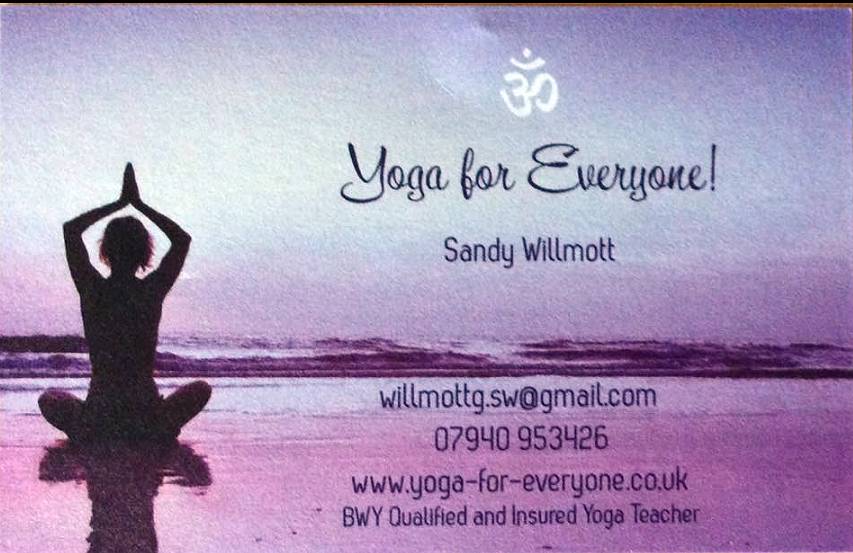 ॐ
Yoga for Everyone!
Sandy Willmott
willmottg.sw@gmail.com
07940 953426
www.yoga-for-everyone.co.uk
BWY Qualified and Insured Yoga Teacher